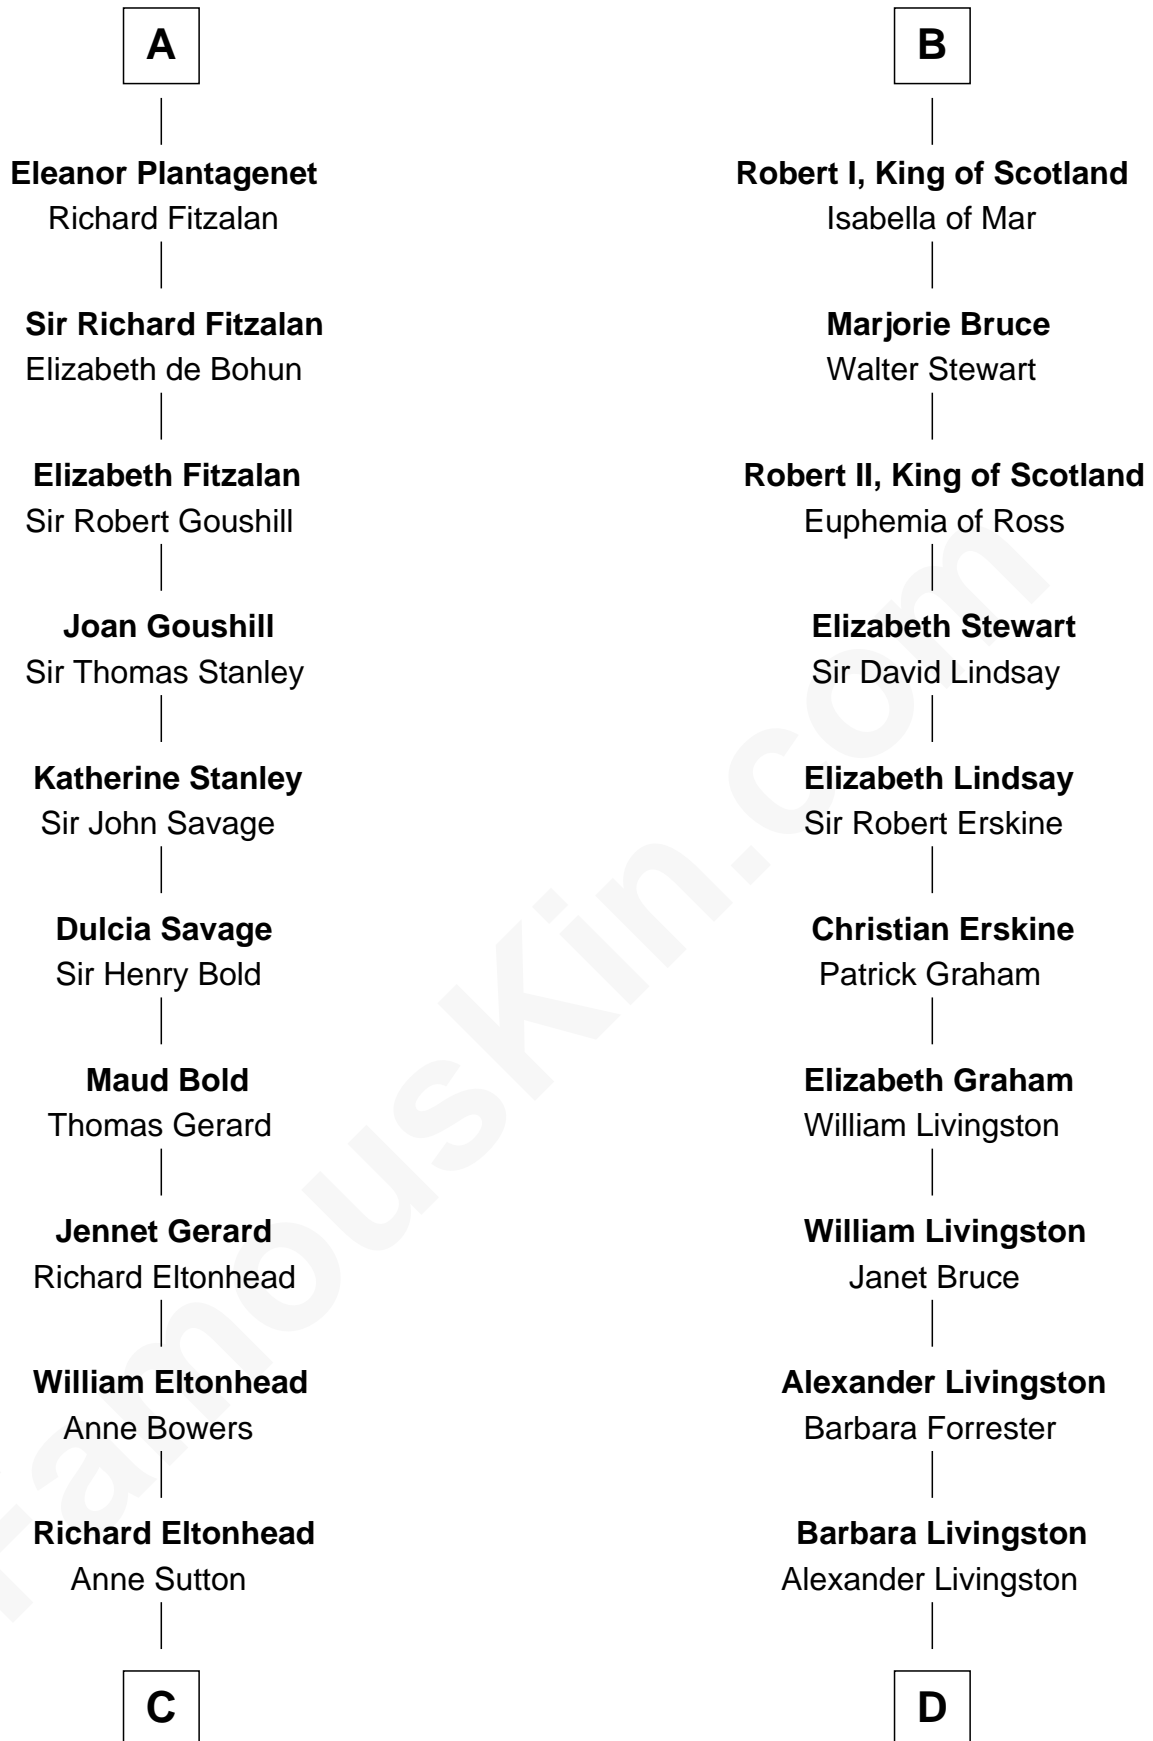 A
Eleanor Plantagenet
Richard Fitzalan
Sir Richard Fitzalan
Elizabeth de Bohun
Elizabeth Fitzalan
Sir Robert Goushill
Joan Goushill
Sir Thomas Stanley
Katherine Stanley
Sir John Savage
Dulcia Savage
Sir Henry Bold
Maud Bold
Thomas Gerard
Jennet Gerard
Richard Eltonhead
William Eltonhead
Anne Bowers
Richard Eltonhead
Anne Sutton
C
B
Robert I, King of Scotland
Isabella of Mar
Marjorie Bruce
Walter Stewart
Robert II, King of Scotland
Euphemia of Ross
Elizabeth Stewart
Sir David Lindsay
Elizabeth Lindsay
Sir Robert Erskine
Christian Erskine
Patrick Graham
Elizabeth Graham
William Livingston
William Livingston
Janet Bruce
Alexander Livingston
Barbara Forrester
Barbara Livingston
Alexander Livingston
D
FamousKin.com